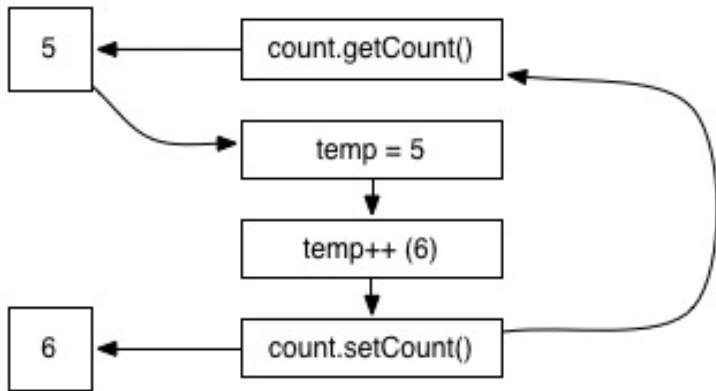 5
count.getCount()
temp = 5
temp++ (6)
6
count.setCount()